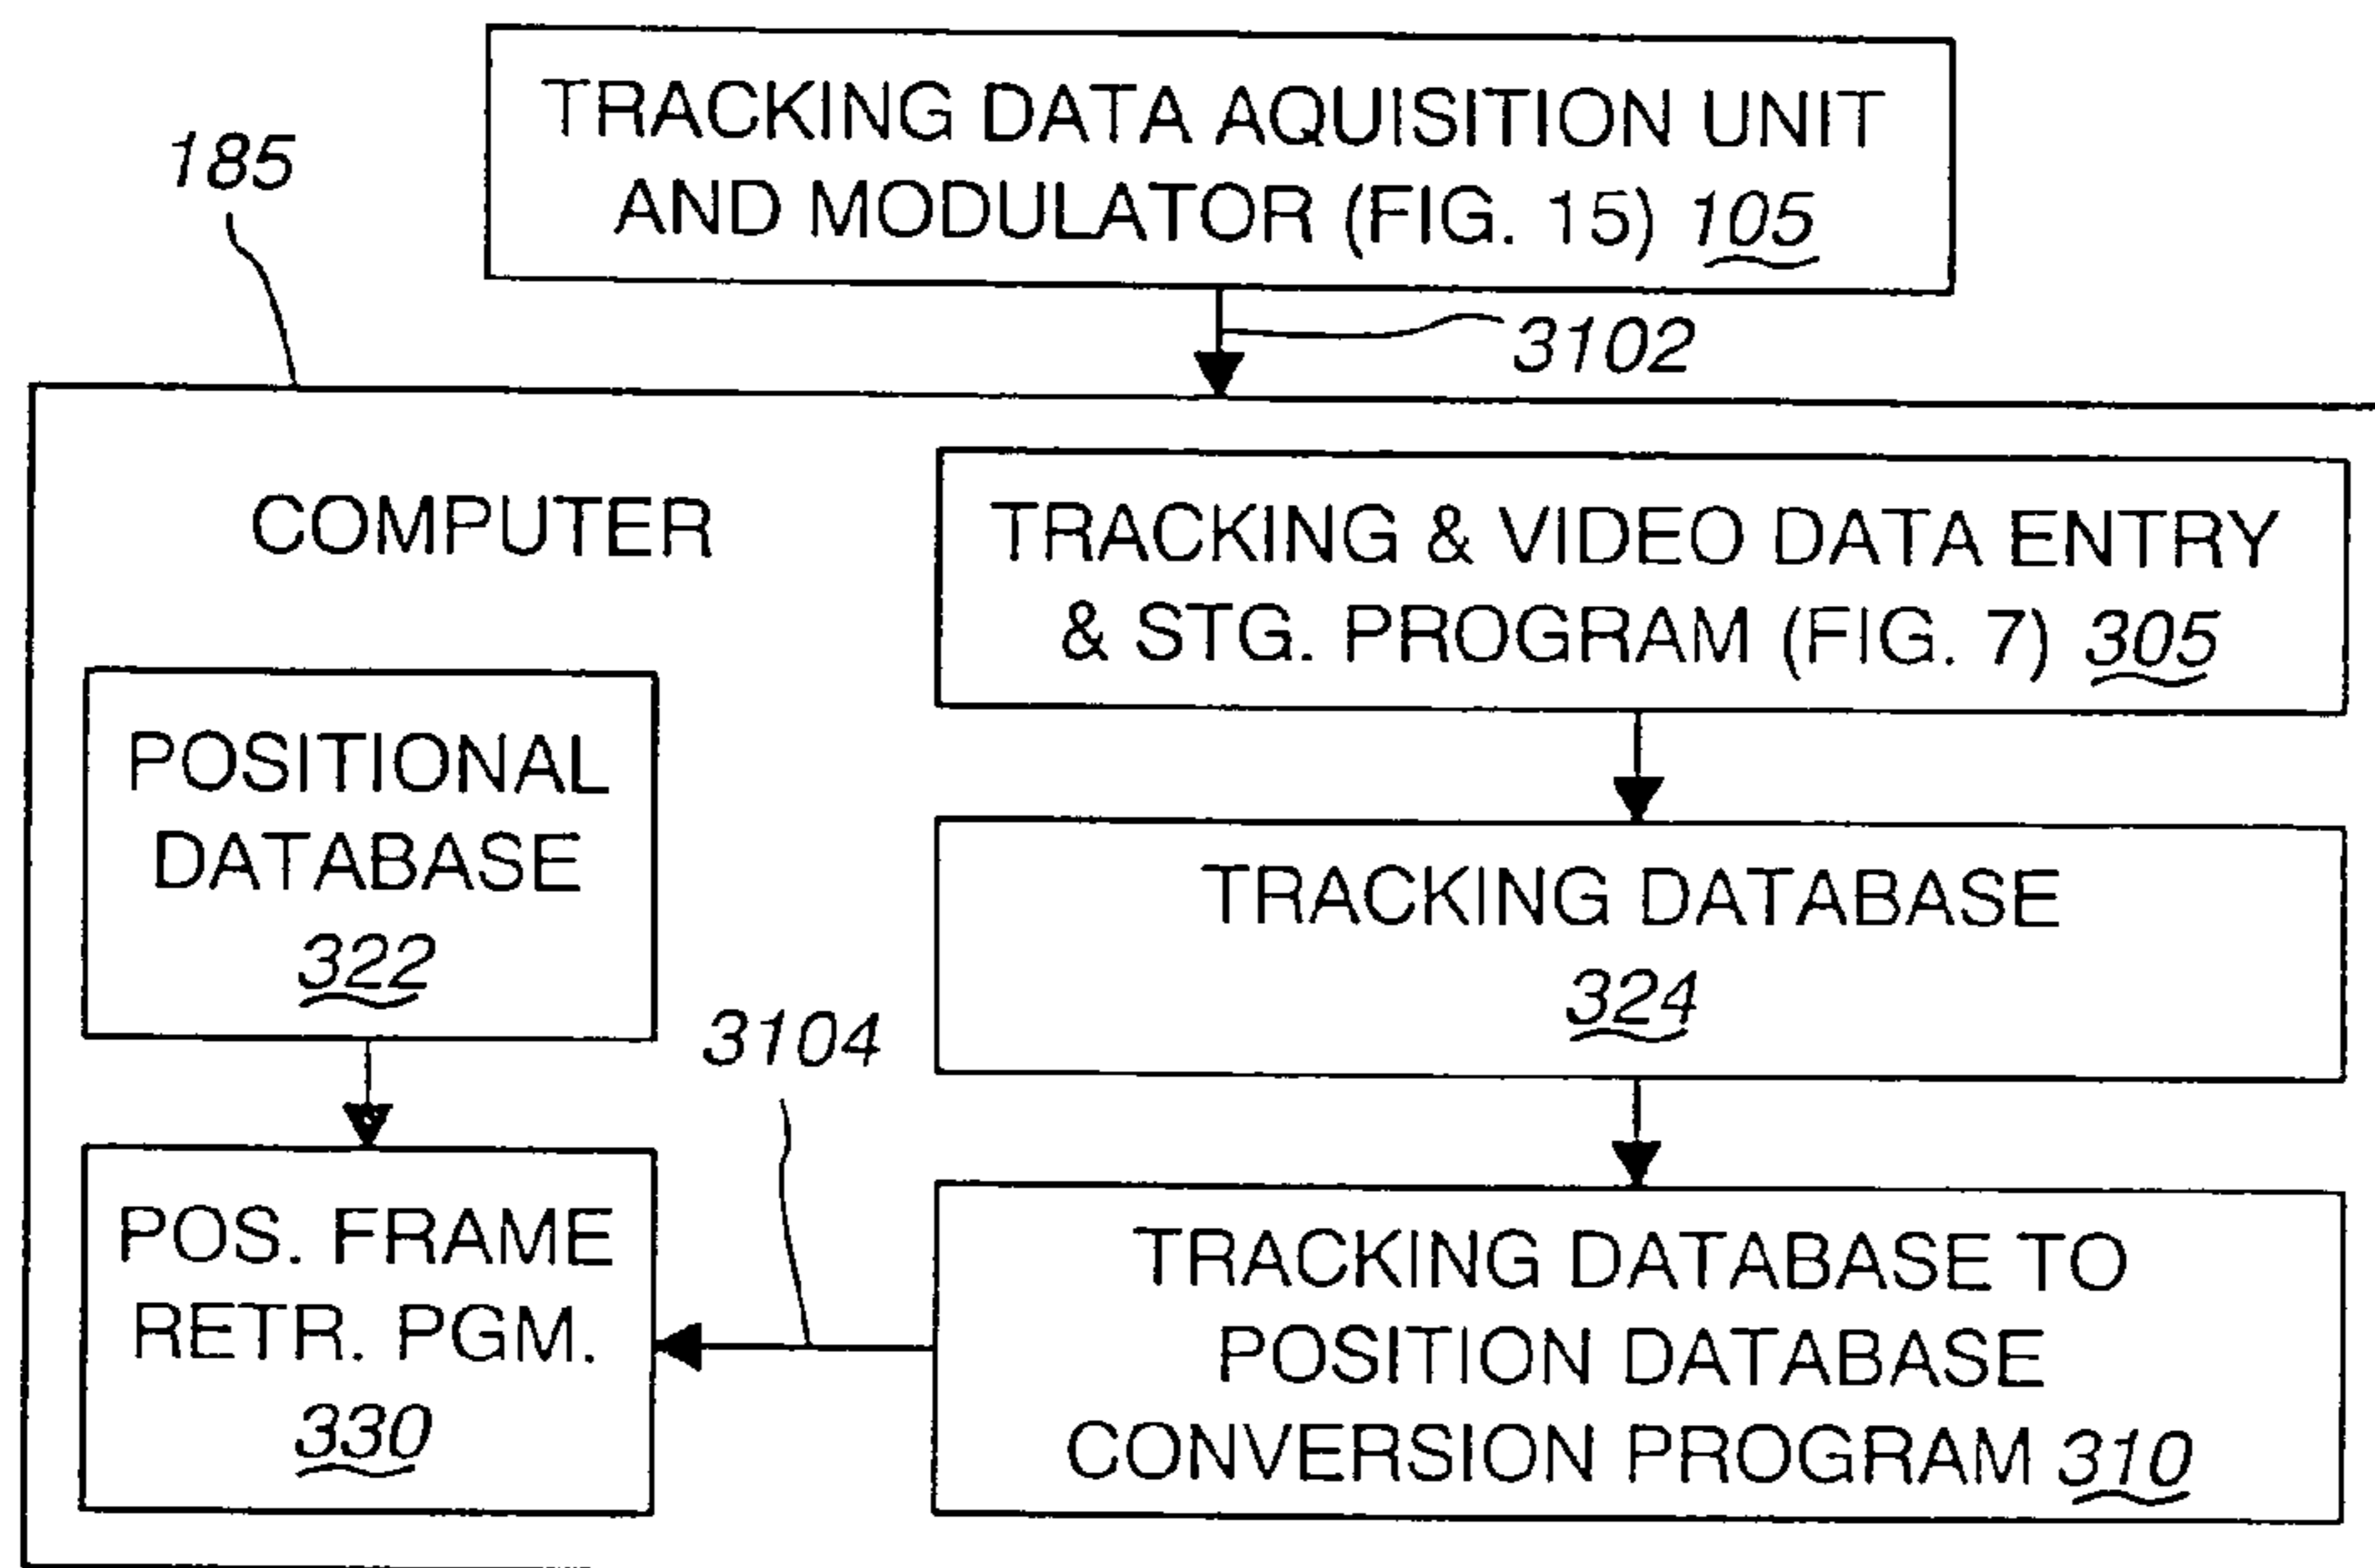 TRACKING DATA AQUISITION UNIT
AND MODULATOR (FIG. 15) 105
185
3102
COMPUTER
TRACKING & VIDEO DATA ENTRY
& STG. PROGRAM (FIG. 7) 305
POSITIONAL
DATABASE
322
TRACKING DATABASE
324
3104
POS. FRAME
RETR. PGM.
330
TRACKING DATABASE TO
POSITION DATABASE
CONVERSION PROGRAM 310